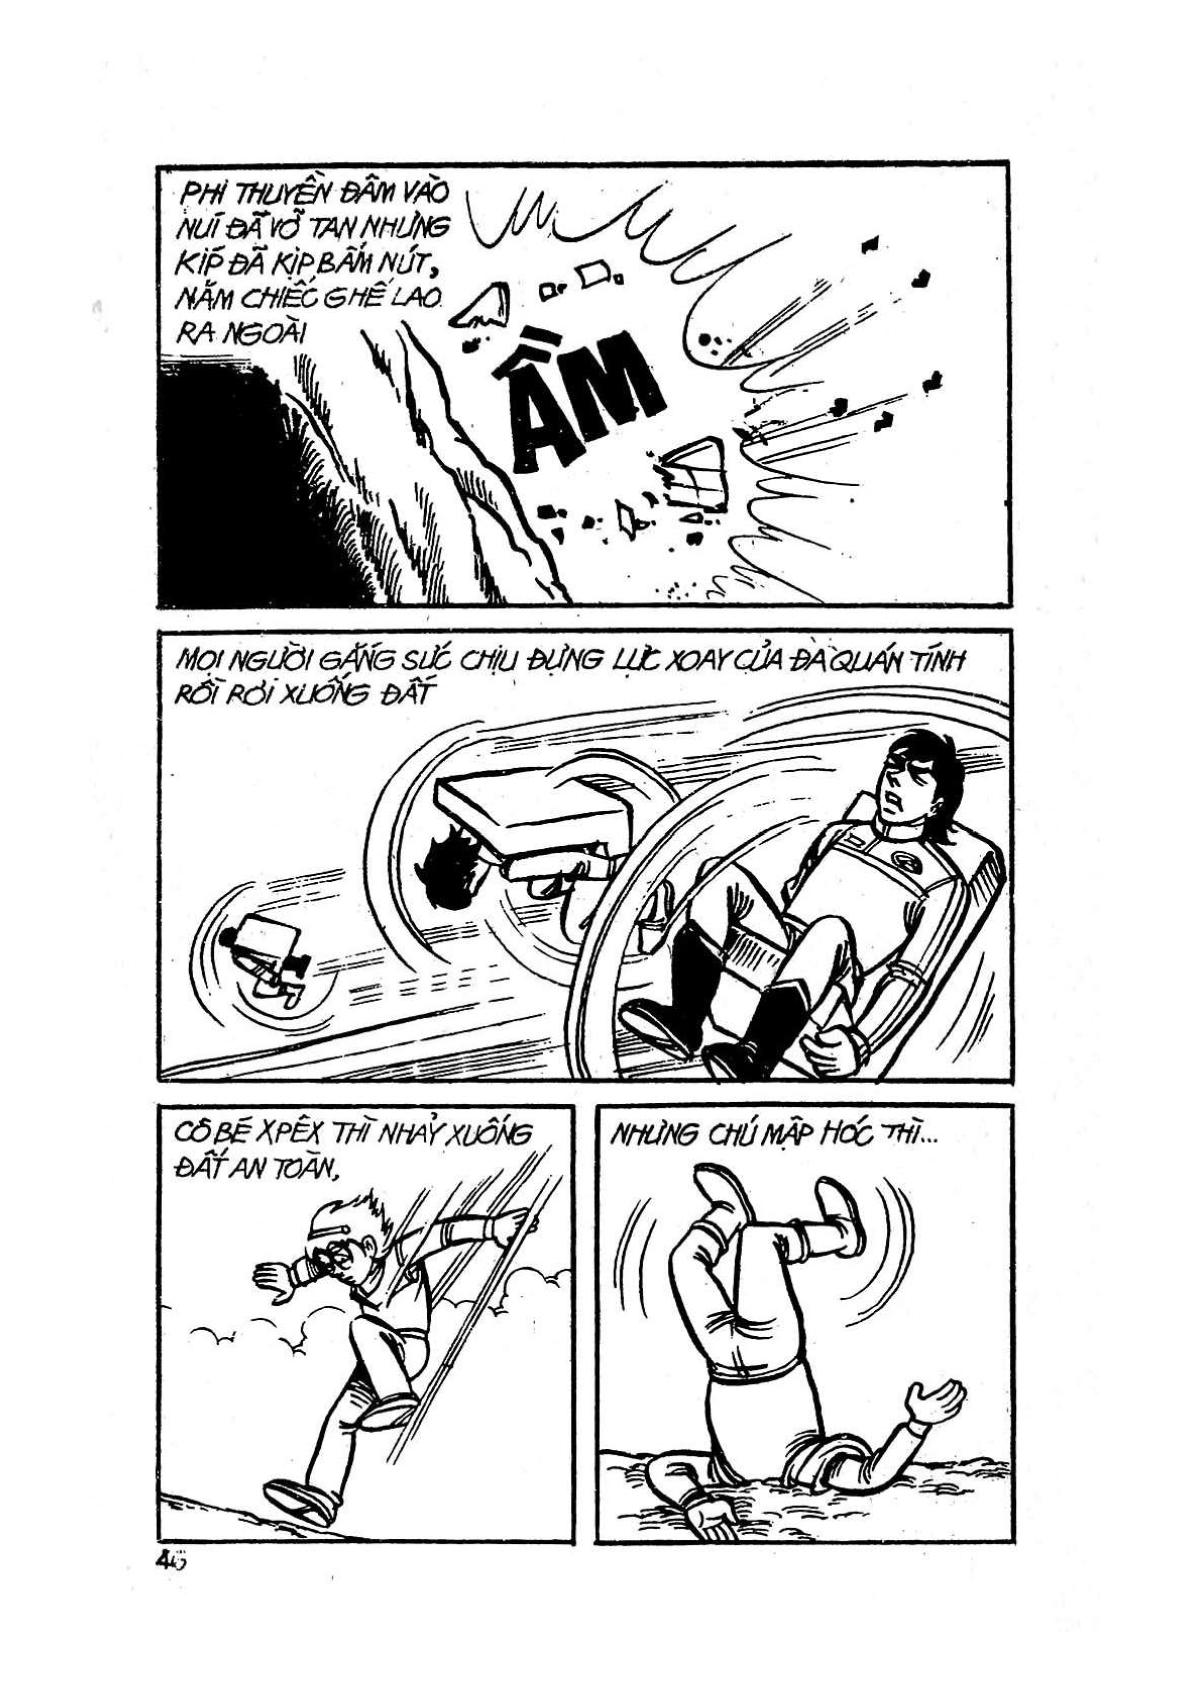 PHI THUYỀN ĐÂM VÀO
NÚI ĐÃ VỠ TAN NHƯNG
KÍP ĐÃ KỊP BẤM NÚT,
NĂM CHIẾC GHẾ LAO
RA NGOÀI
ẦM
MỌI NGƯỜI GẮNG SỨC CHỊU ĐỰNG LỰC XOAY CỦA ĐÀ QUÁN TÍNH
RỒI RƠI XUỐNG ĐẤT
CÔ BÉ XPÊX THÌ NHẢY XUỐNG
ĐẤT AN TOÀN,
NHƯNG CHÚ MẬP HÓC THÌ...